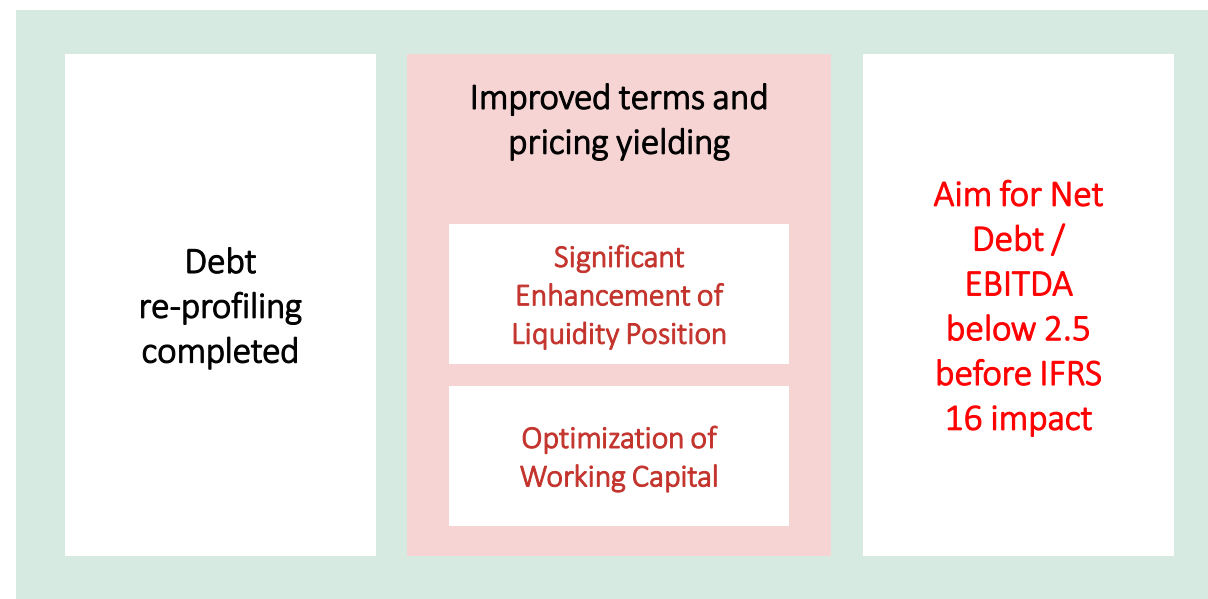 Debt
re-profiling
completed
Improved terms and
pricing yielding
Significant
Enhancement of
Liquidity Position
Optimization of
Working Capital
Aim for Net
Debt /
EBITDA
below 2.5
before IFRS
16 impact